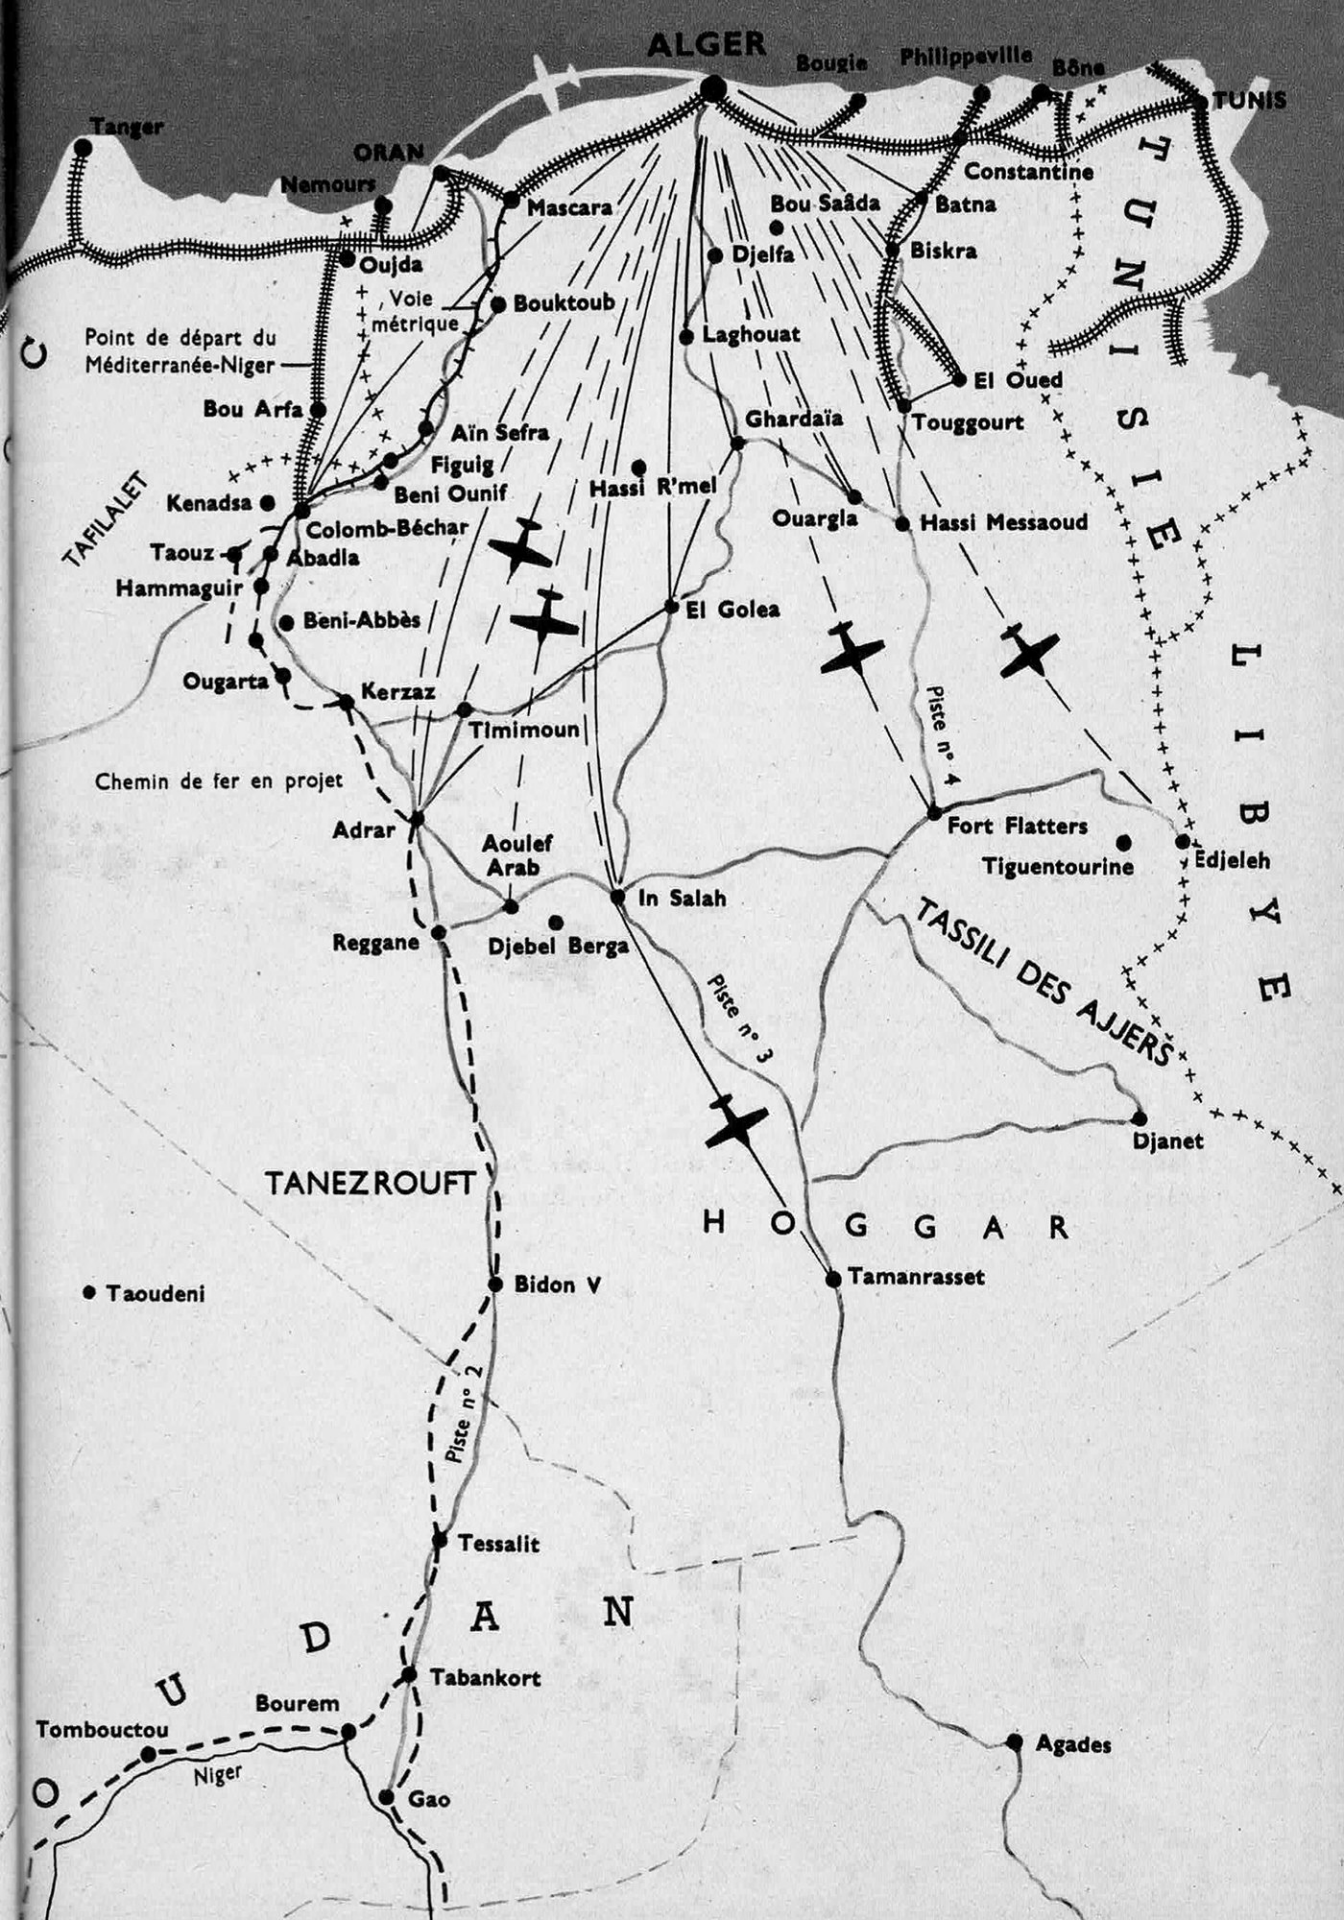 ALGER
Bougie
Philippeville
Bône
TUNIS
Tanger
ORAN
Nemours
Constantine
Mascara
Bou Saâda
Batna
Djelfa
Biskra
Oujda
Voie
métrique
Bouktoub
Point de départ du
Méditerranée-Niger
Laghouat
C
TUNISIE
El Oued
Bou Arfa
Ghardaïa
Touggourt
Aïn Sefra
Figuig
Beni Ounif
Hassi R'mel
TAFILALET
Kenadsa
Colomb-Béchar
Ouargla
Hassi Messaoud
Taouz
Abadla
Hammaguir
Beni-Abbès
El Golea
LIBYE
Ougarta
Kerzaz
Timimoun
Piste n° 4
Chemin de fer en projet
Adrar
Aoulef
Arab
Fort Flatters
Tiguentourine
Edjeleh
In Salah
Reggane
Djebel Berga
TASSILI DES AJJERS
Piste n° 3
Djanet
TANEZROUFT
HOGGAR
Tamanrasset
Bidon V
Taoudeni
Piste n° 2
Tessalit
OUDAN
Tabankort
Bourem
Tombouctou
Niger
Agades
Gao